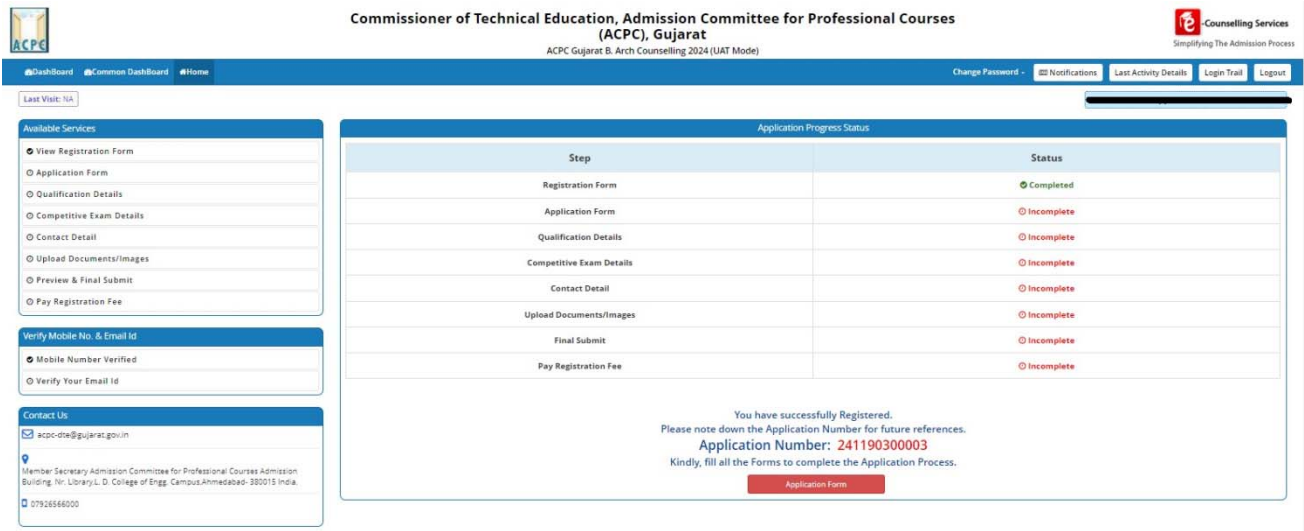 ACPC
Commissioner of Technical Education, Admission Committee for Professional Courses
(ACPC), Gujarat
ACPC Gujarat B. Arch Counselling 2024 (UAT Mode)
e-Counselling Services
Simplifying The Admission Process
DashBoard Common DashBoard Home
Change Password Notifications Last Activity Details Login Trail Logout
Last Visit: NA
Available Services
View Registration Form
Application Form
Qualification Details
Competitive Exam Details
Contact Detail
Upload Documents/Images
Preview & Final Submit
Pay Registration Fee
Verify Mobile No. & Email Id
Mobile Number Verified
Verify Your Email Id
Contact Us
acpc-dte@gujarat.gov.in
Member Secretary Admission Committee for Professional Courses Admission
Building. Nr. Library,L. D. College of Engg. Campus,Ahmedabad- 380015 India.
07926566000
Application Progress Status
Step Status
Registration Form Completed
Application Form Incomplete
Qualification Details Incomplete
Competitive Exam Details Incomplete
Contact Detail Incomplete
Upload Documents/Images Incomplete
Final Submit Incomplete
Pay Registration Fee Incomplete
You have successfully Registered.
Please note down the Application Number for future references.
Application Number: 241190300003
Kindly, fill all the Forms to complete the Application Process.
Application Form